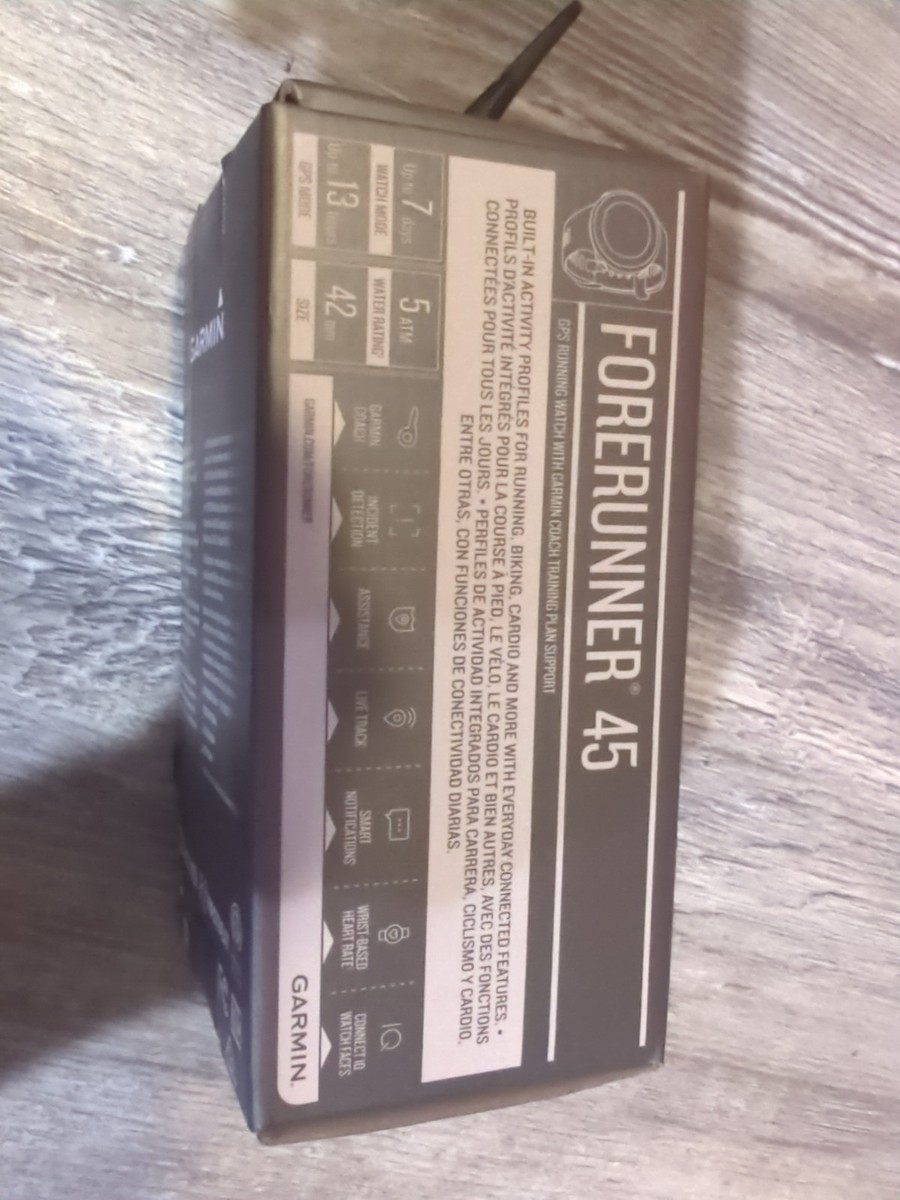 FORERUNNER® 45
GPS RUNNING WATCH WITH GARMIN COACH TRAINING PLAN SUPPORT
BUILT-IN ACTIVITY PROFILES FOR RUNNING, BIKING, CARDIO AND MORE WITH EVERYDAY CONNECTED FEATURES. •
PROFILS D'ACTIVITÉ INTÉGRÉS POUR LA COURSE À PIED, LE VÉLO, LE CARDIO ET BIEN AUTRES, AVEC DES FONCTIONS
CONNECTÉES POUR TOUS LES JOURS. • PERFILES DE ACTIVIDAD INTEGRADOS PARA CARRERA, CICLISMO Y CARDIO,
ENTRE OTRAS, CON FUNCIONES DE CONECTIVIDAD DIARIAS.
Up to 7 days
WATCH MODE
5 ATM
WATER RATING
Up to 13 hours
GPS MODE
42 mm
SIZE
GARMIN
COACH
INCIDENT
DETECTION
ASSISTANCE
LIVE TRACK
SMART
NOTIFICATIONS
WRIST-BASED
HEART RATE
IQ
CONNECT IQ
WATCH FACES
GARMIN.COM/FORERUNNER
GARMIN
GARMIN